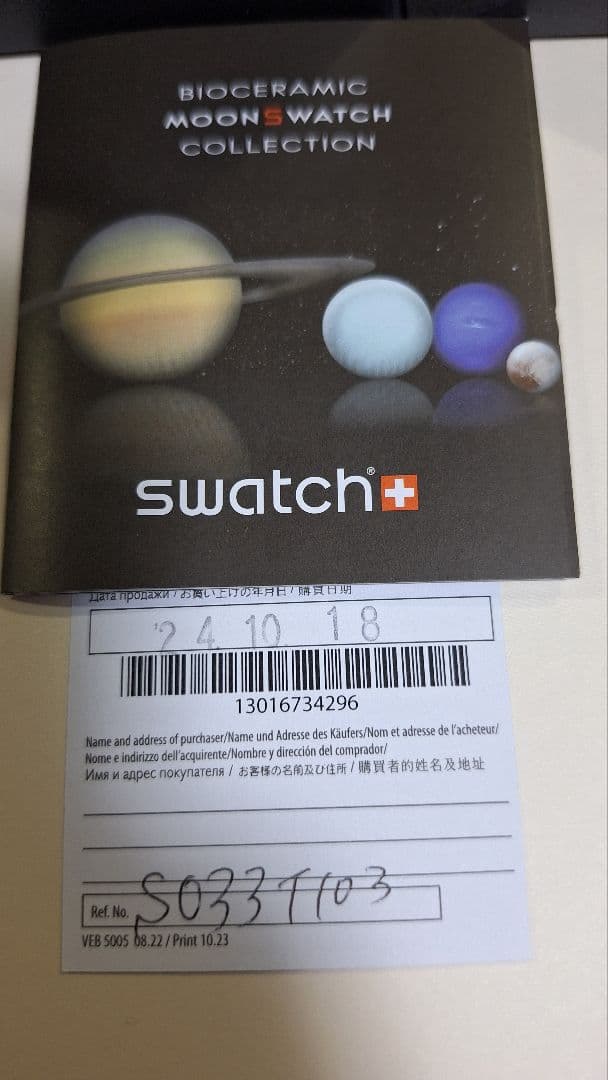 BIOCERAMIC
MOONSWATCH
COLLECTION
swatch®
Дата продажи / お買い上げの年月日 / 購買日期
'24 10 18
13016734296
Name and address of purchaser/Name und Adresse des Käufers/Nom et adresse de l'acheteur/
Nome e indirizzo dell'acquirente/Nombre y dirección del comprador/
Имя и адрес покупателя / お客様の名前及び住所 / 購買者的姓名及地址
Ref. No. SO33T103
VEB 5005 08.22 / Print 10.23